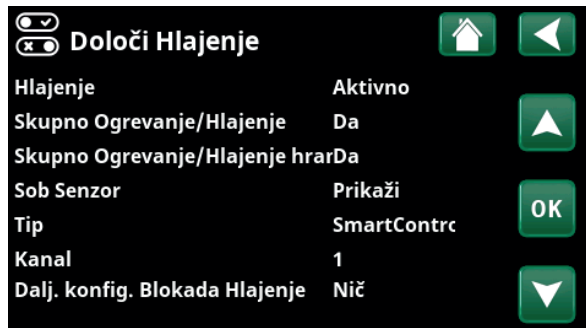 Določi Hlajenje
Hlajenje Aktivno
Skupno Ogrevanje/Hlajenje Da
Skupno Ogrevanje/Hlajenje hrarDa
Sob Senzor Prikaži
Tip SmartContrc
Kanal 1
Dalj. konfig. Blokada Hlajenje Nič
OK